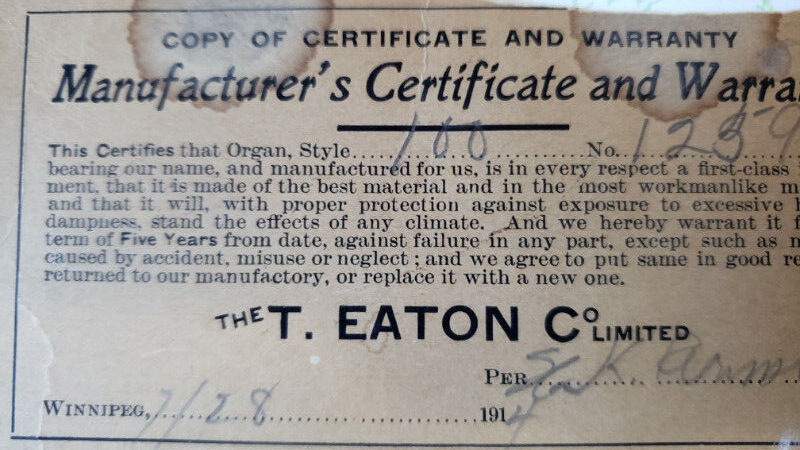 COPY OF CERTIFICATE AND WARRANTY
Manufacturer's Certificate and
This Certifies that Organ, Style 100 No. 123
bearing our name, and manufactured for us, is in every respect a first-class
ment, that it is made of the best material and in the most workmanlike
and that it will, with proper protection against exposure to excessive
dampness, stand the effects of any climate. And we hereby warrant it
term of Five Years from date, against failure in any part, except such as
caused by accident, misuse or neglect; and we agree to put same in good
returned to our manufactory, or replace it with a new one.
THE T. EATON Co LIMITED
PER
WINNIPEG, 7/28 191